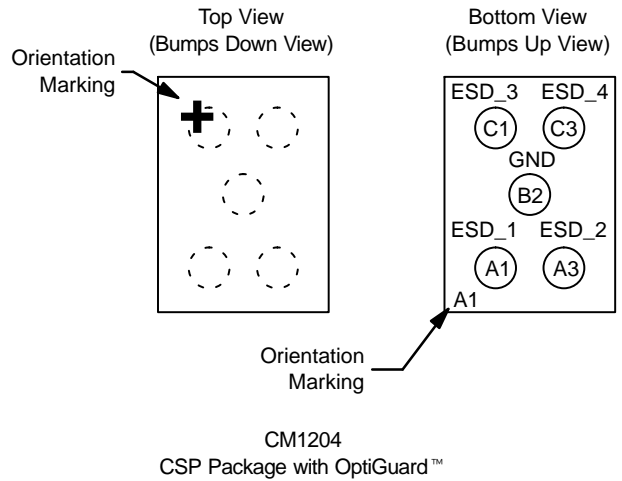 Top View
(Bumps Down View)
Orientation
Marking
Bottom View
(Bumps Up View)
ESD_3 ESD_4
C1 C3
GND
B2
ESD_1 ESD_2
A1 A3
A1
Orientation
Marking
CM1204
CSP Package with OptiGuard™